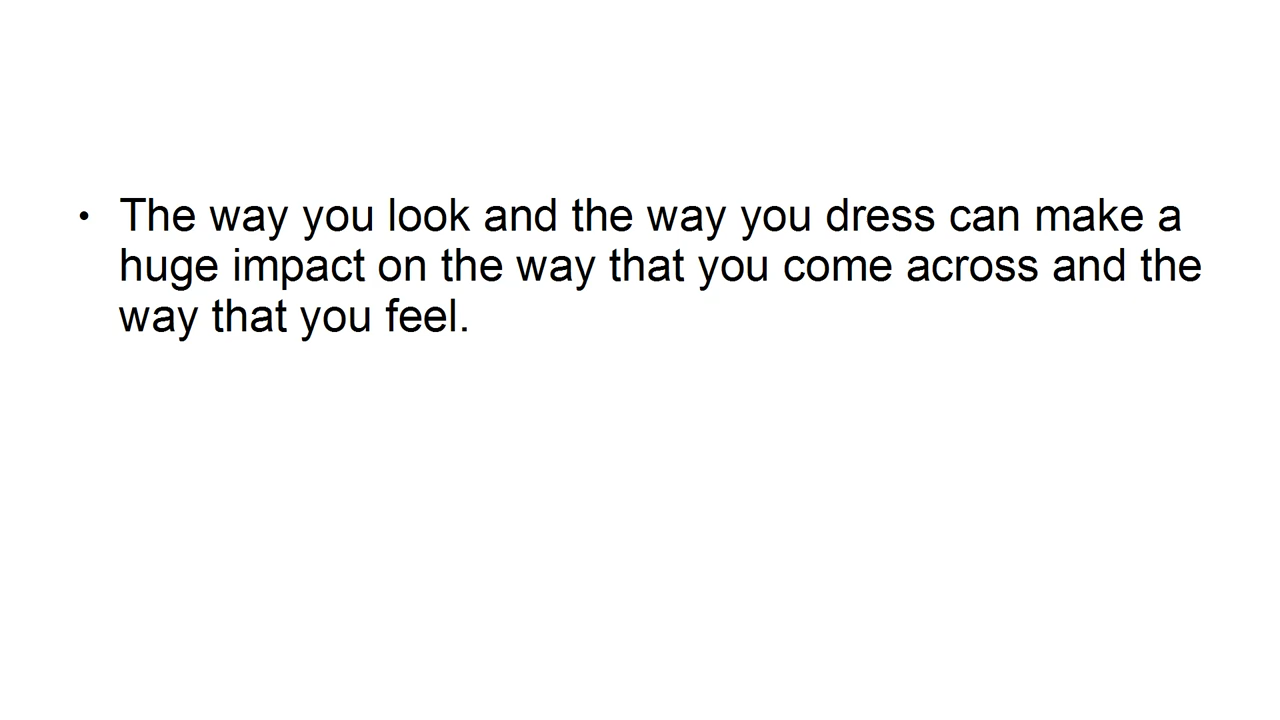 • The way you look and the way you dress can make a
huge impact on the way that you come across and the
way that you feel.